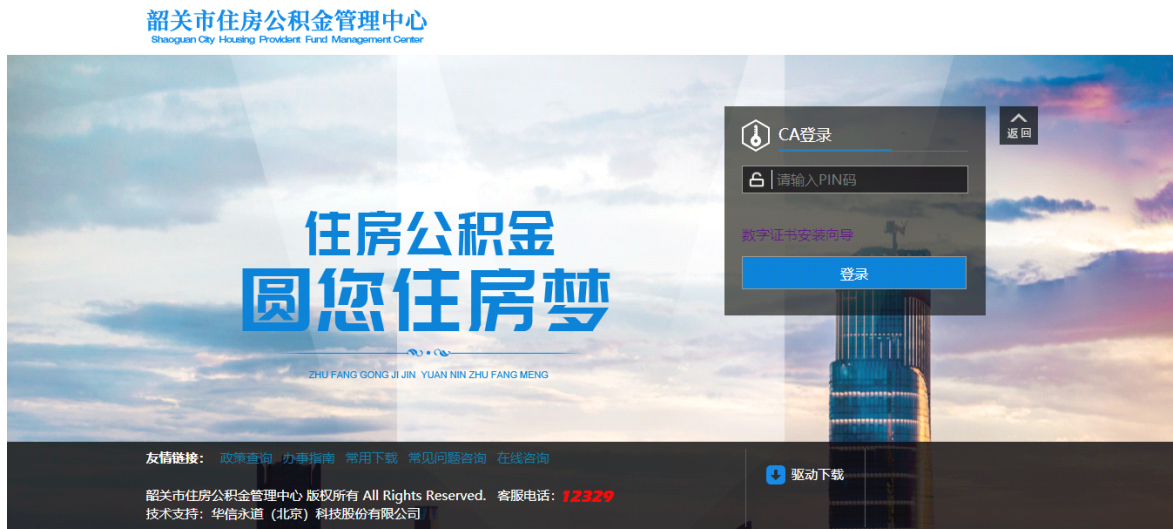 韶关市住房公积金管理中心
Shaoguan City Housing Provident Fund Management Center
CA登录
返回
请输入PIN码
数字证书安装向导
登录
住房公积金
圆您住房梦
ZHU FANG GONG JI JIN YUAN NIN ZHU FANG MENG
友情链接： 政策查询 办事指南 常用下载 常见问题咨询 在线咨询
驱动下载
韶关市住房公积金管理中心 版权所有 All Rights Reserved. 客服电话：12329
技术支持：华信永道（北京）科技股份有限公司